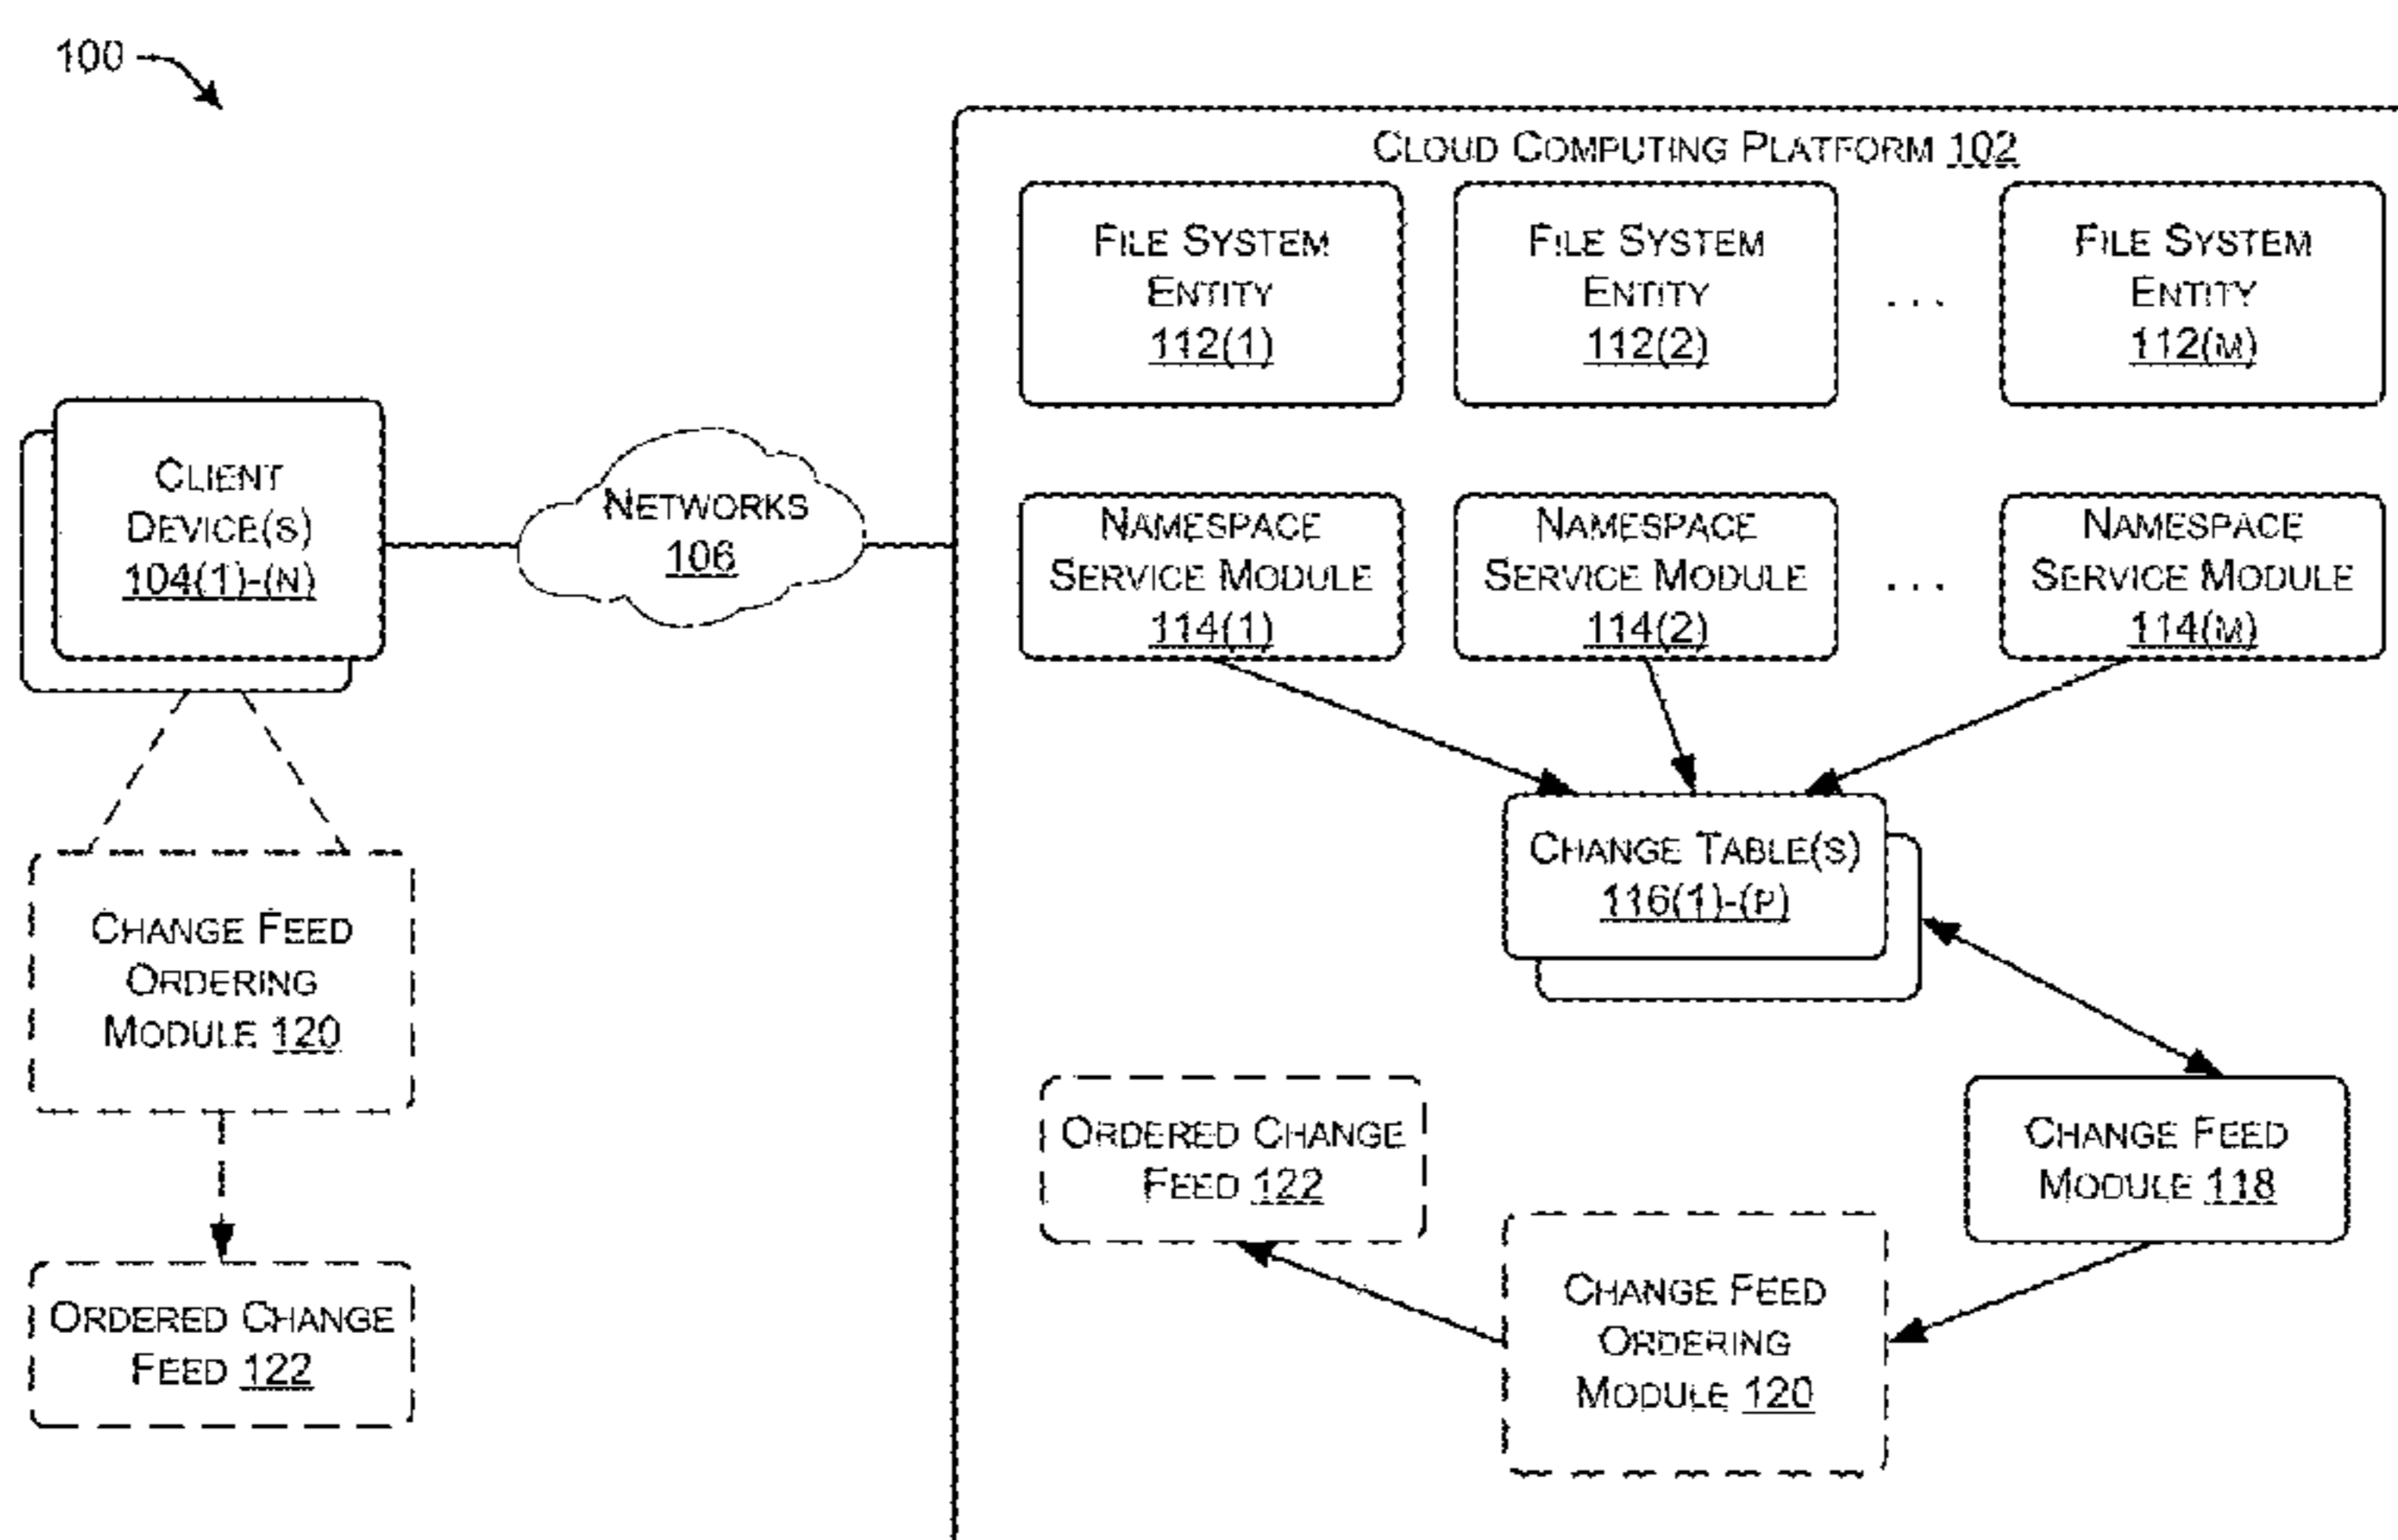 100
CLOUD COMPUTING PLATFORM 102
FILE SYSTEM
ENTITY
112(1)
FILE SYSTEM
ENTITY
112(2)
...
FILE SYSTEM
ENTITY
112(M)
CLIENT
DEVICE(S)
104(1)-(N)
NETWORKS
106
NAMESPACE
SERVICE MODULE
114(1)
NAMESPACE
SERVICE MODULE
114(2)
...
NAMESPACE
SERVICE MODULE
114(M)
CHANGE TABLE(S)
116(1)-(P)
CHANGE FEED
ORDERING
MODULE 120
ORDERED CHANGE
FEED 122
CHANGE FEED
MODULE 118
ORDERED CHANGE
FEED 122
CHANGE FEED
ORDERING
MODULE 120